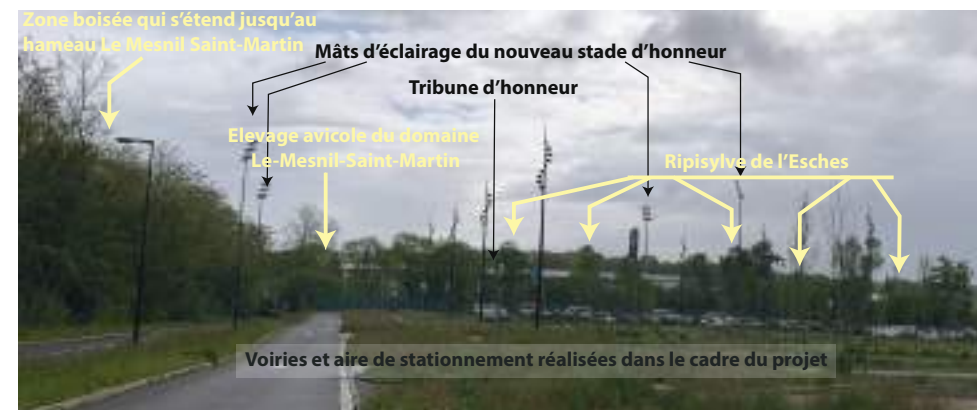 Zone boisée qui s'étend jusqu'au
hameau Le Mesnil Saint-Martin
Mâts d'éclairage du nouveau stade d'honneur
Tribune d'honneur
Elevage avicole du domaine
Le-Mesnil-Saint-Martin
Ripisylve de l'Esches
Voiries et aire de stationnement réalisées dans le cadre du projet